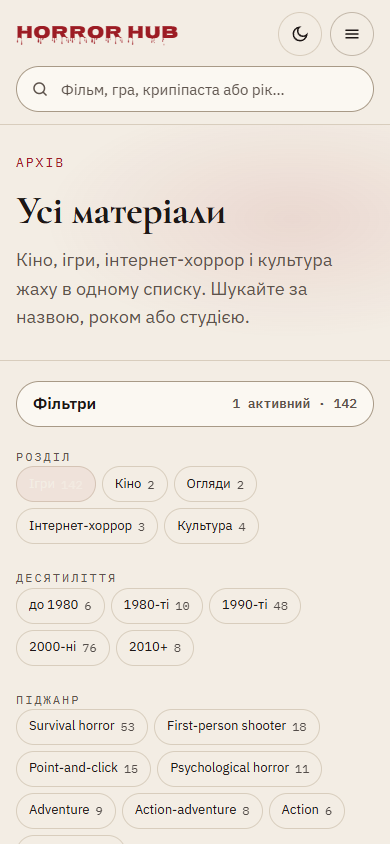 HORROR HUB
Фільм, гра, крипіпаста або рік...
АРХІВ
Усі матеріали
Кіно, ігри, інтернет-хоррор і культура
жаху в одному списку. Шукайте за
назвою, роком або студією.
Фільтри 1 активний · 142
РОЗДІЛ
Ігри 142 Кіно 2 Огляди 2
Інтернет-хоррор 3 Культура 4
ДЕСЯТИЛІТТЯ
до 1980 6 1980-ті 10 1990-ті 48
2000-ні 76 2010+ 8
ПІДЖАНР
Survival horror 53 First-person shooter 18
Point-and-click 15 Psychological horror 11
Adventure 9 Action-adventure 8 Action 6